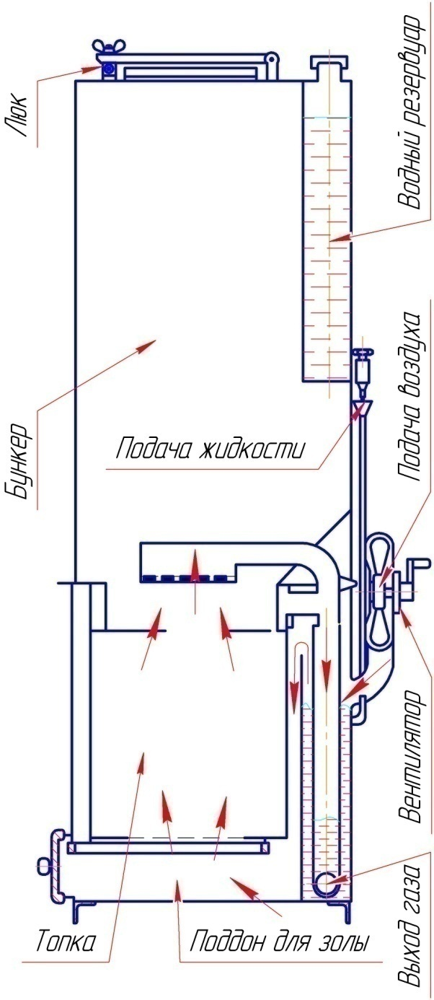 Люк
Водный резервуар
Бункер
Подача жидкости
Подача воздуха
Вентилятор
Топка
Поддон для золы
Выход газа